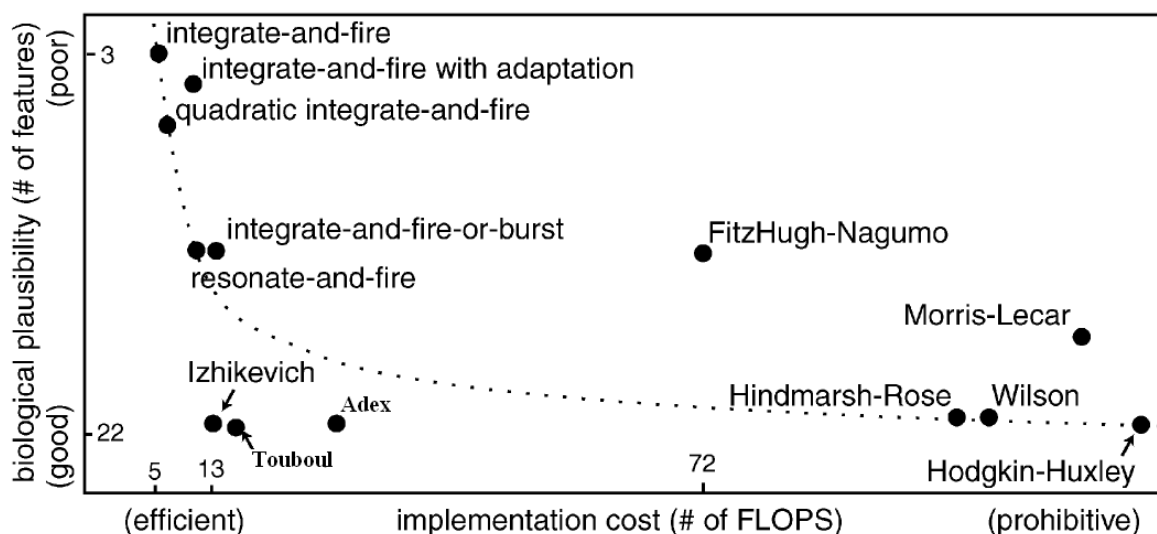 biological plausibility (# of features)
(poor)
(good)
3
22
integrate-and-fire
integrate-and-fire with adaptation
quadratic integrate-and-fire
integrate-and-fire-or-burst
resonate-and-fire
FitzHugh-Nagumo
Morris-Lecar
Izhikevich
Adex
Touboul
Hindmarsh-Rose
Wilson
Hodgkin-Huxley
5
13
72
(efficient)
implementation cost (# of FLOPS)
(prohibitive)